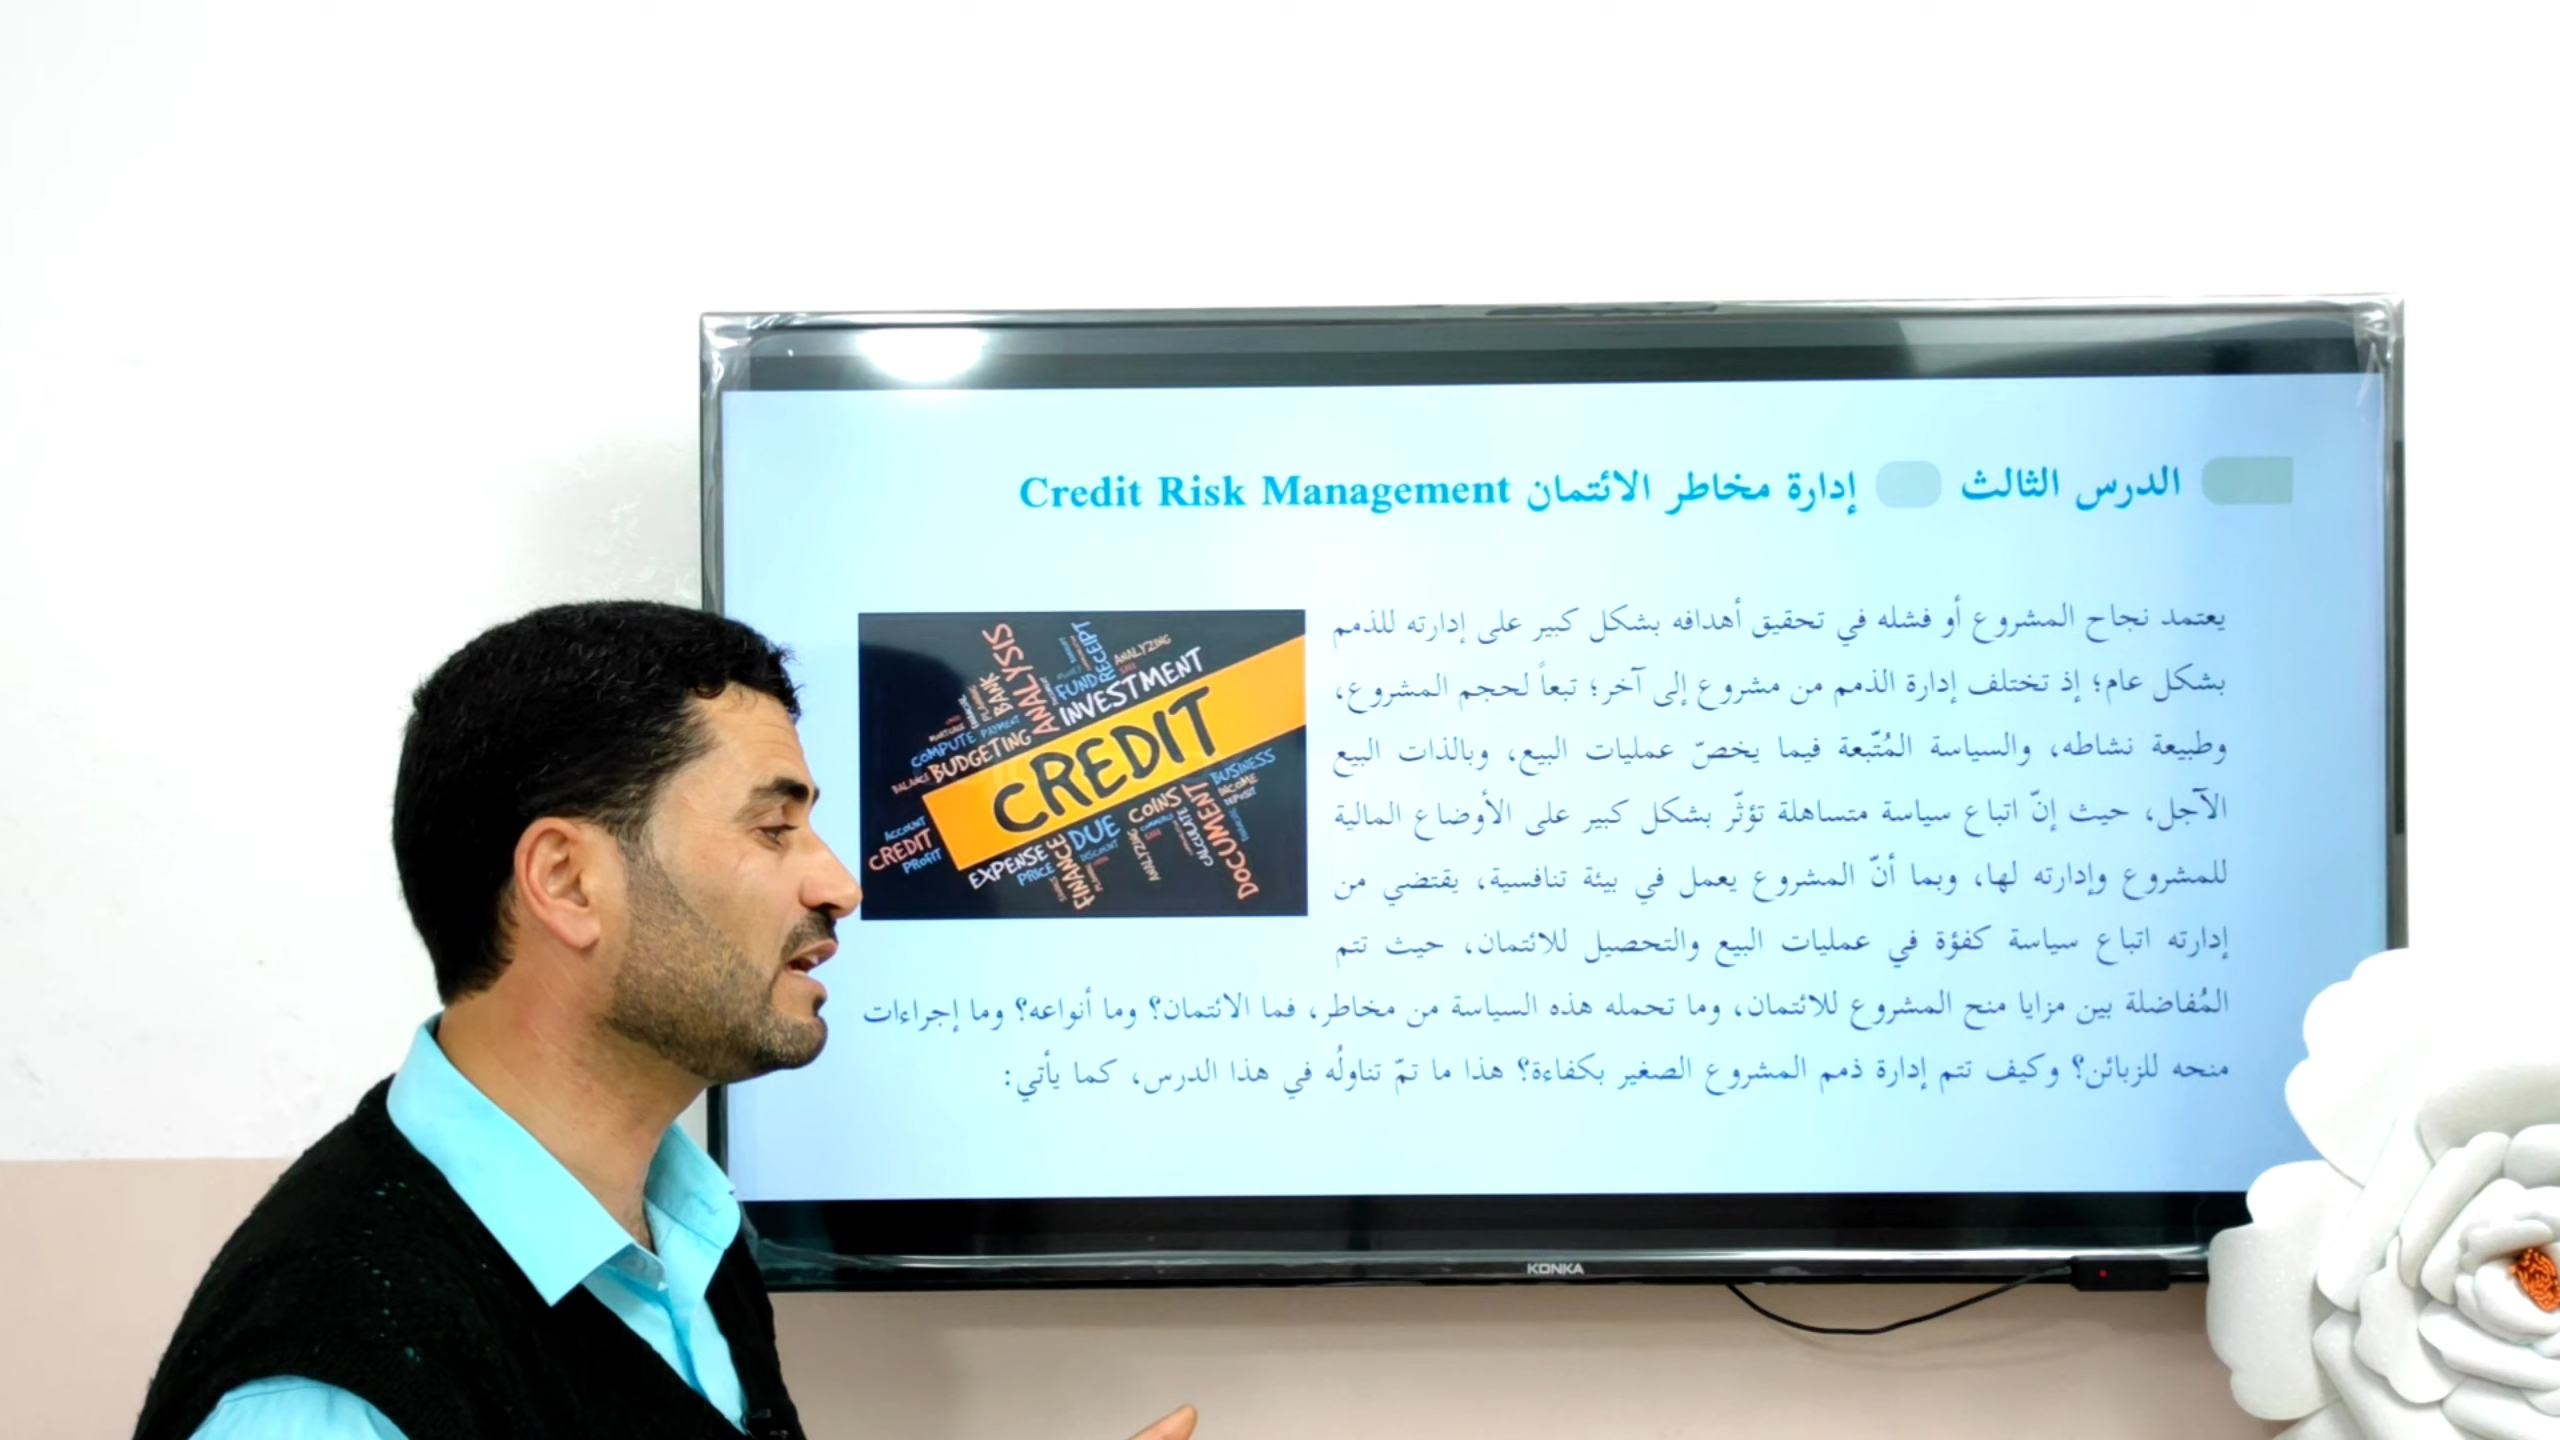 الدرس الثالث إدارة مخاطر الائتمان Credit Risk Management
يعتمد نجاح المشروع أو فشله في تحقيق أهدافه بشكل كبير على إدارته للذمم
بشكل عام؛ إذ تختلف إدارة الذمم من مشروع إلى آخر؛ تبعاً لحجم المشروع،
وطبيعة نشاطه، والسياسة المُتّبعة فيما يخصّ عمليات البيع، وبالذات البيع
الآجل، حيث إنّ اتباع سياسة متساهلة تؤثّر بشكل كبير على الأوضاع المالية
للمشروع وإدارته لها، وبما أنّ المشروع يعمل في بيئة تنافسية، يقتضي من
إدارته اتباع سياسة كفؤة في عمليات البيع والتحصيل للائتمان، حيث تتم
المُفاضلة بين مزايا منح المشروع للائتمان، وما تحمله هذه السياسة من مخاطر، فما الائتمان؟ وما أنواعه؟ وما إجراءات
منحه للزبائن؟ وكيف تتم إدارة ذمم المشروع الصغير بكفاءة؟ هذا ما تمّ تناولُه في هذا الدرس، كما يأتي:
ANALYSIS
BANK
RECEIPT
ANALYZING
FUND
INVESTMENT
COMPUTE PAYMENT
BUDGETING
BALANCE
CREDIT
BUSINESS
INCOME
DEPOSIT
ACCOUNT
CREDIT
PROFIT
COINS
DOCUMENT
CALCULATE
DUE
DISCOUNT
EXPENSE
PRICE
FINANCE
ANALYZING
KONKA